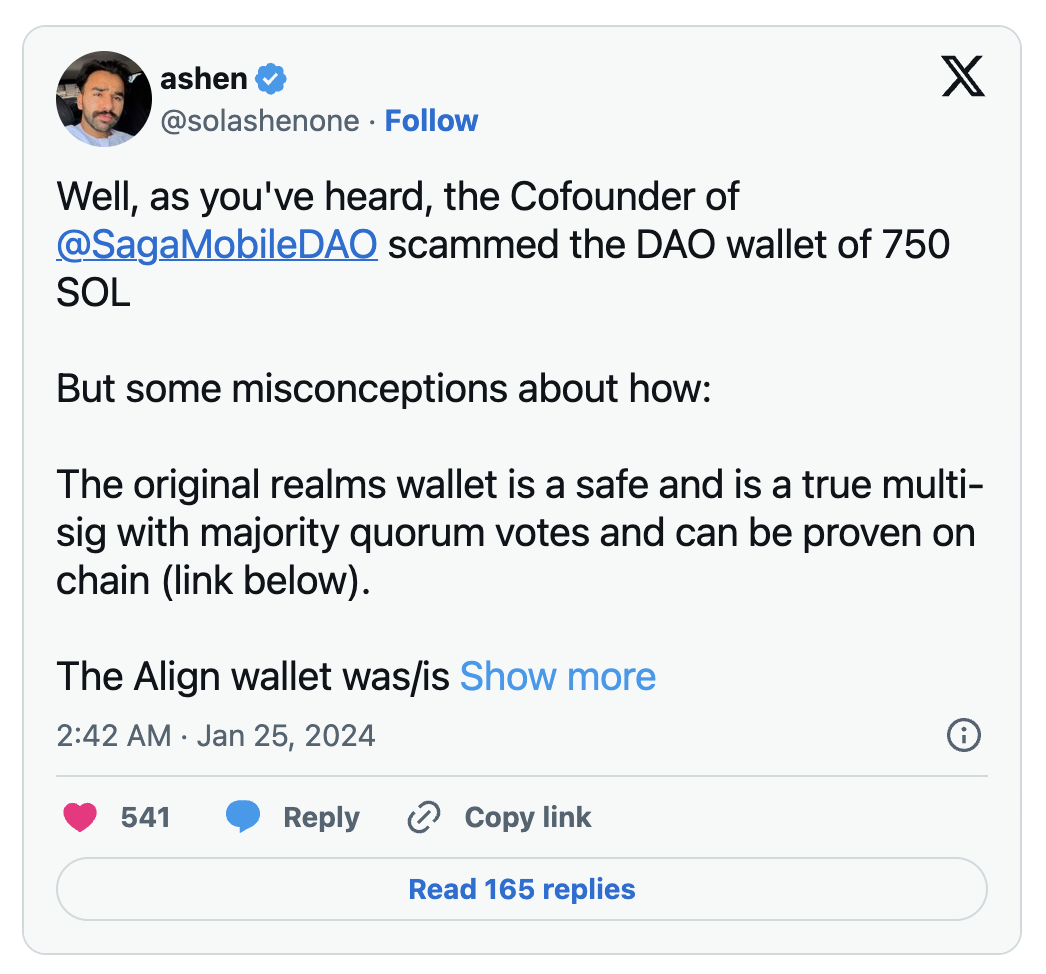 ashen
@solashenone · Follow
Well, as you've heard, the Cofounder of
@SagaMobileDAO scammed the DAO wallet of 750
SOL
But some misconceptions about how:
The original realms wallet is a safe and is a true multi-
sig with majority quorum votes and can be proven on
chain (link below).
The Align wallet was/is Show more
2:42 AM · Jan 25, 2024
541 Reply Copy link
Read 165 replies